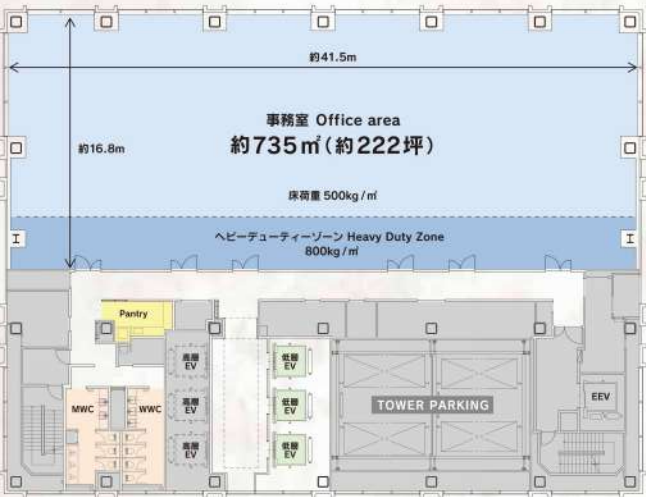 約41.5m
事務室 Office area
約735㎡(約222坪)
約16.8m
床荷重 500kg/㎡
ヘビーデューティーゾーン Heavy Duty Zone
800kg/㎡
Pantry
高層
EV
低層
EV
MWC
WWC
高層
EV
低層
EV
TOWER PARKING
EEV
高層
EV
低層
EV